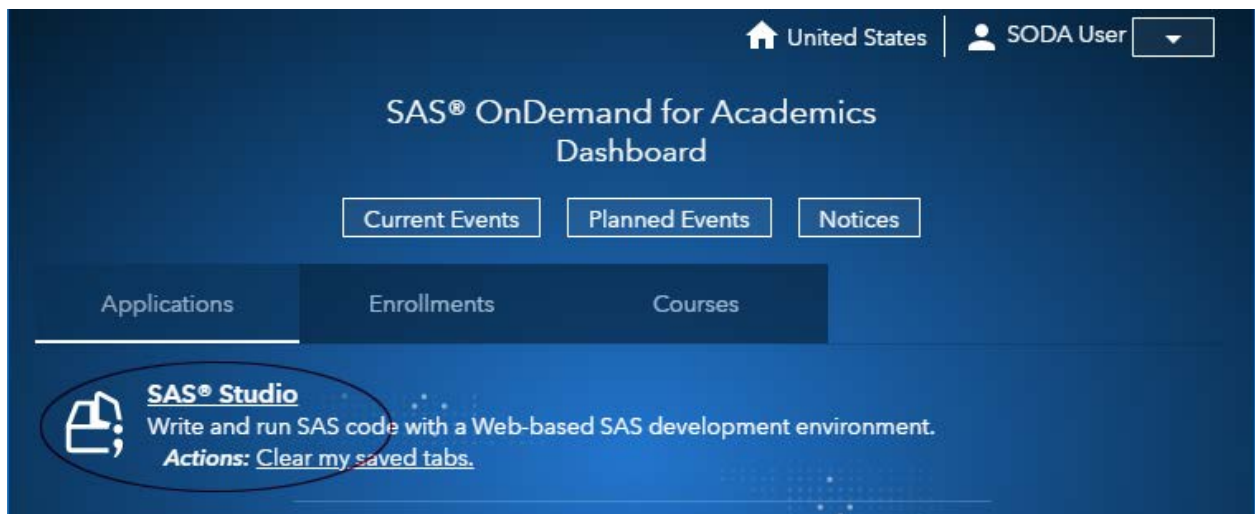 United States SODA User
SAS® OnDemand for Academics
Dashboard
Current Events Planned Events Notices
Applications Enrollments Courses
SAS® Studio
Write and run SAS code with a Web-based SAS development environment.
Actions: Clear my saved tabs.